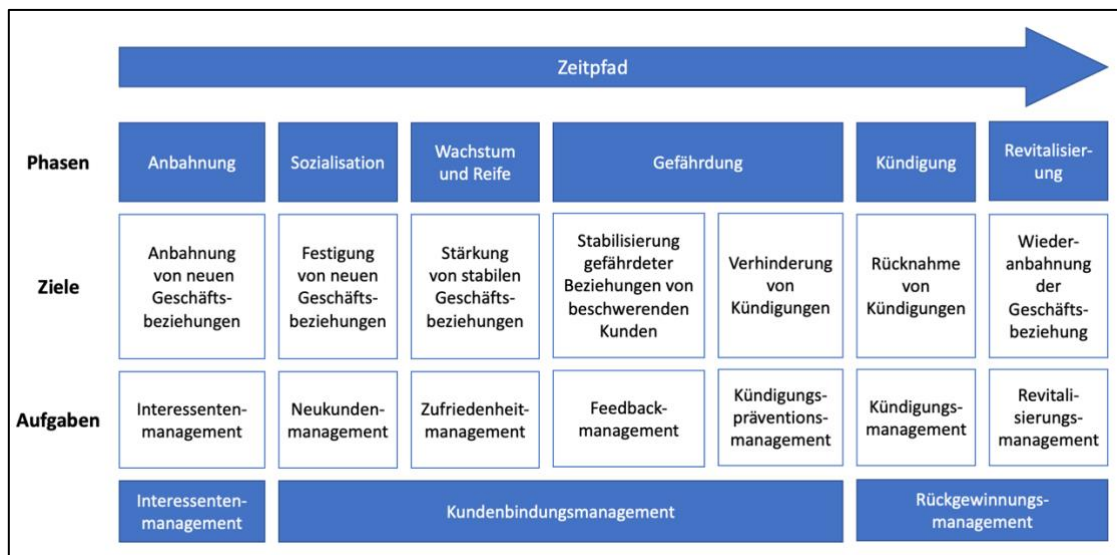 Zeitpfad
Phasen
Anbahnung
Sozialisation
Wachstum
und Reife
Gefährdung
Kündigung
Revitalisier-
ung
Ziele
Anbahnung
von neuen
Geschäfts-
beziehungen
Festigung
von neuen
Geschäfts-
beziehungen
Stärkung
von stabilen
Geschäfts-
beziehungen
Stabilisierung
gefährdeter
Beziehungen von
beschwerenden
Kunden
Verhinderung
von
Kündigungen
Rücknahme
von
Kündigungen
Wieder-
anbahnung
der
Geschäfts-
beziehung
Aufgaben
Interessenten-
management
Neukunden-
management
Zufriedenheit-
management
Feedback-
management
Kündigungs-
präventions-
management
Kündigungs-
management
Revitali-
sierungs-
management
Interessenten-
management
Kundenbindungsmanagement
Rückgewinnungs-
management